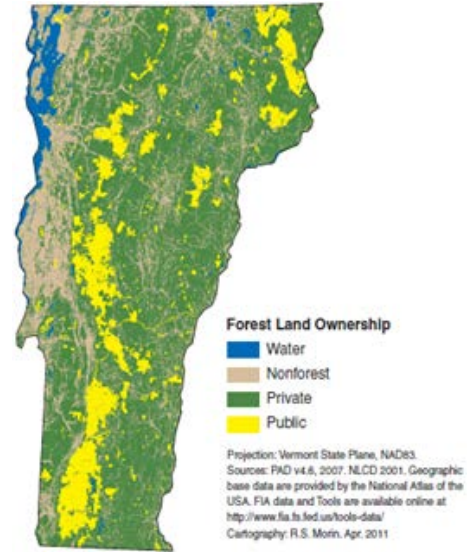 Forest Land Ownership
Water
Nonforest
Private
Public
Projection: Vermont State Plane, NAD83.
Sources: PAD v4.6, 2007. NLCD 2001. Geographic
base data are provided by the National Atlas of the
USA. FIA data and Tools are available online at
http://www.fia.fs.fed.us/tools-data/
Cartography: R.S. Morin. Apr. 2011